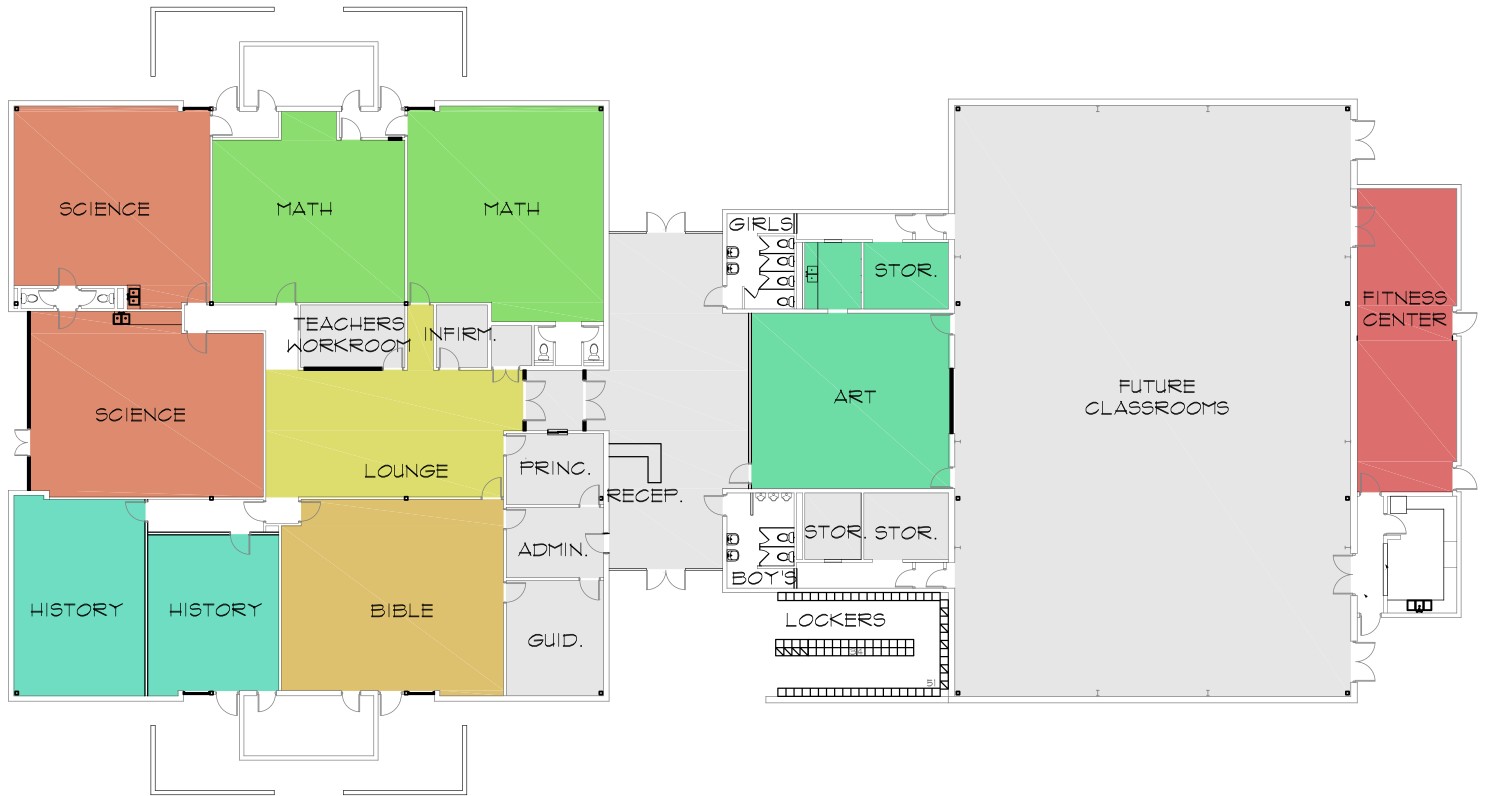 SCIENCE
MATH
MATH
GIRLS
STOR.
FITNESS
CENTER
TEACHERS
WORKROOM
INFIRM.
SCIENCE
ART
FUTURE
CLASSROOMS
LOUNGE
PRINC.
RECEP.
STOR.
STOR.
ADMIN.
BOY'S
HISTORY
HISTORY
BIBLE
LOCKERS
GUID.